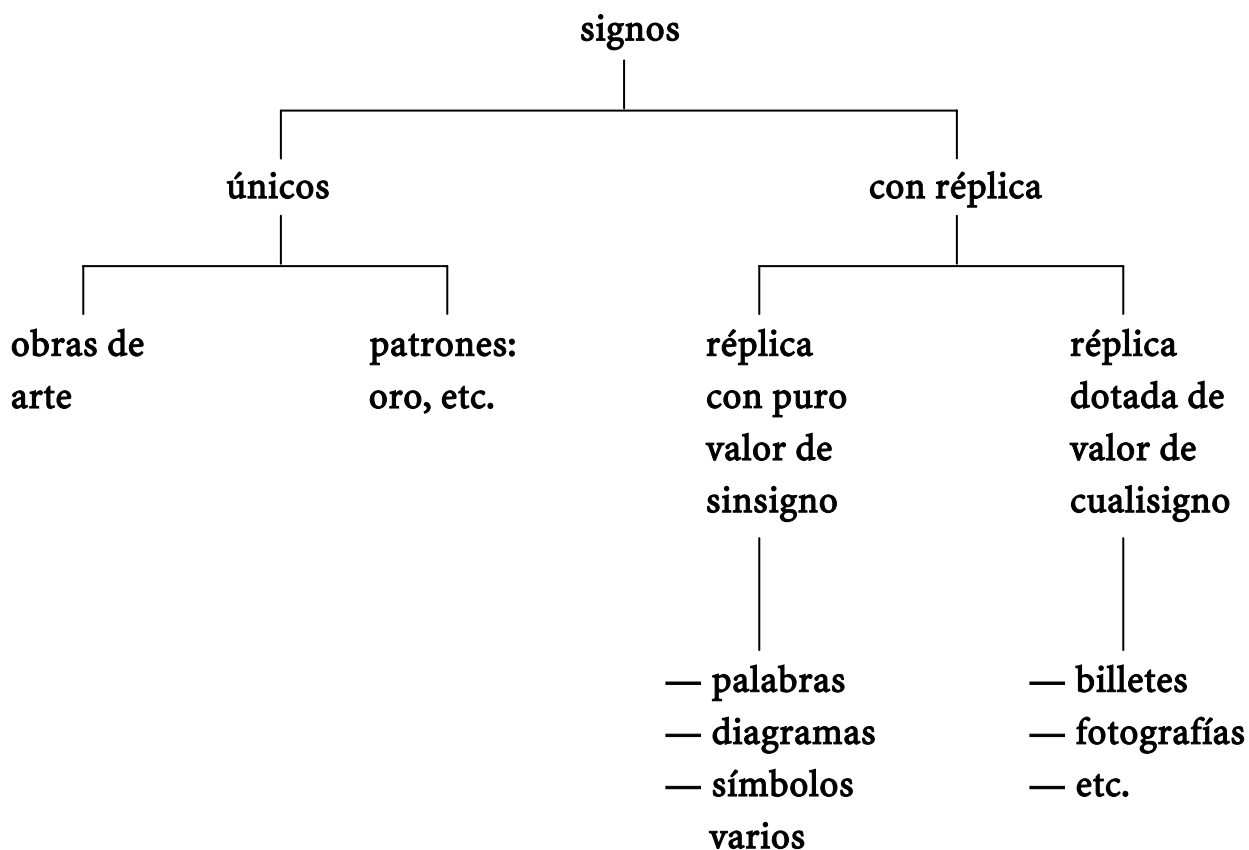 signos
únicos
con réplica
obras de
arte
patrones:
oro, etc.
réplica
con puro
valor de
sinsigno
réplica
dotada de
valor de
cualisigno
— palabras
— diagramas
— símbolos
varios
— billetes
— fotografías
— etc.